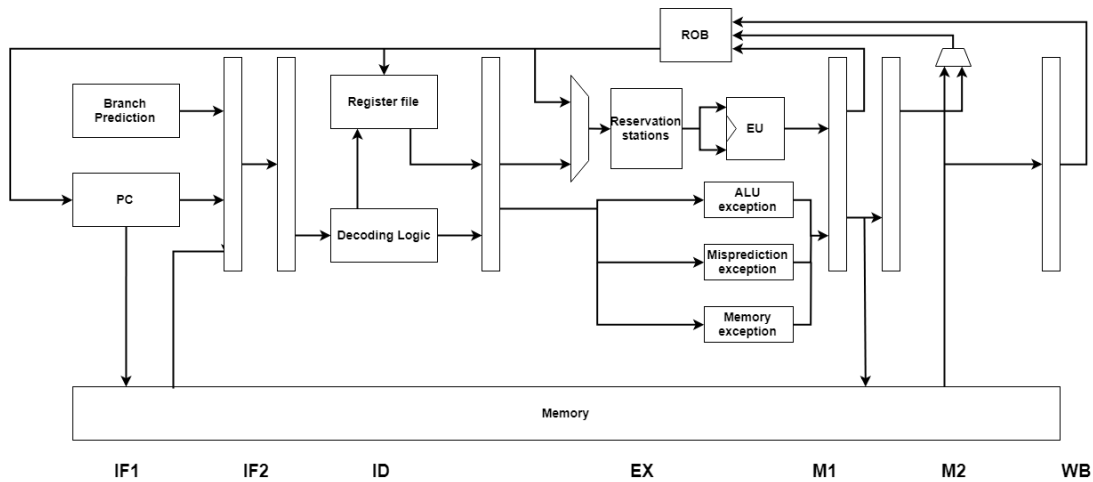 ROB
Branch
Prediction
Register file
Reservation
stations
EU
PC
Decoding Logic
ALU
exception
Misprediction
exception
Memory
exception
Memory
IF1
IF2
ID
EX
M1
M2
WB